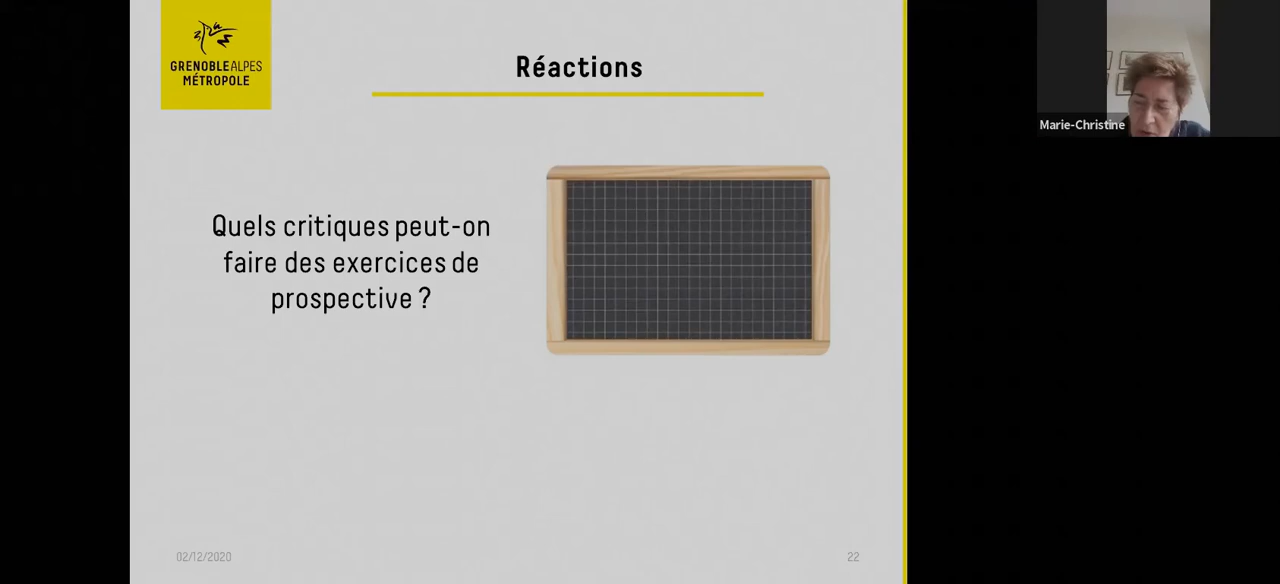 GRENOBLEALPES
MÉTROPOLE
Réactions
Quels critiques peut-on
faire des exercices de
prospective ?
Marie-Christine
02/12/2020
22